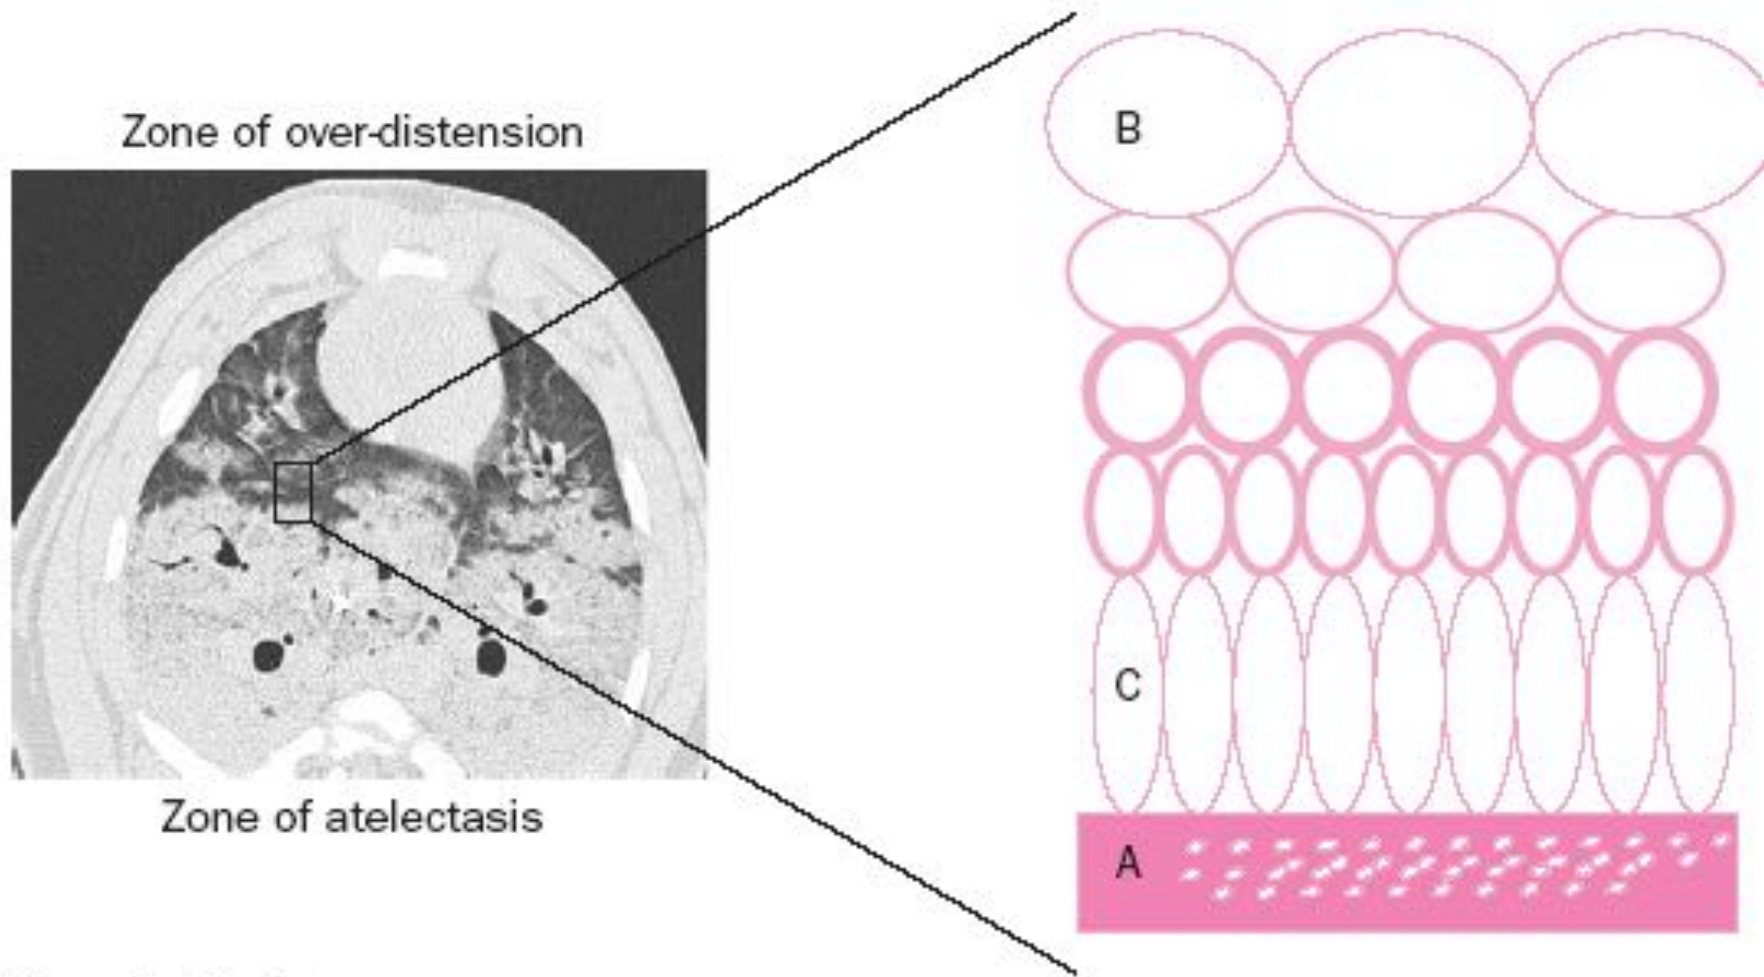 Zone of over-distension
B
C
Zone of atelectasis
A